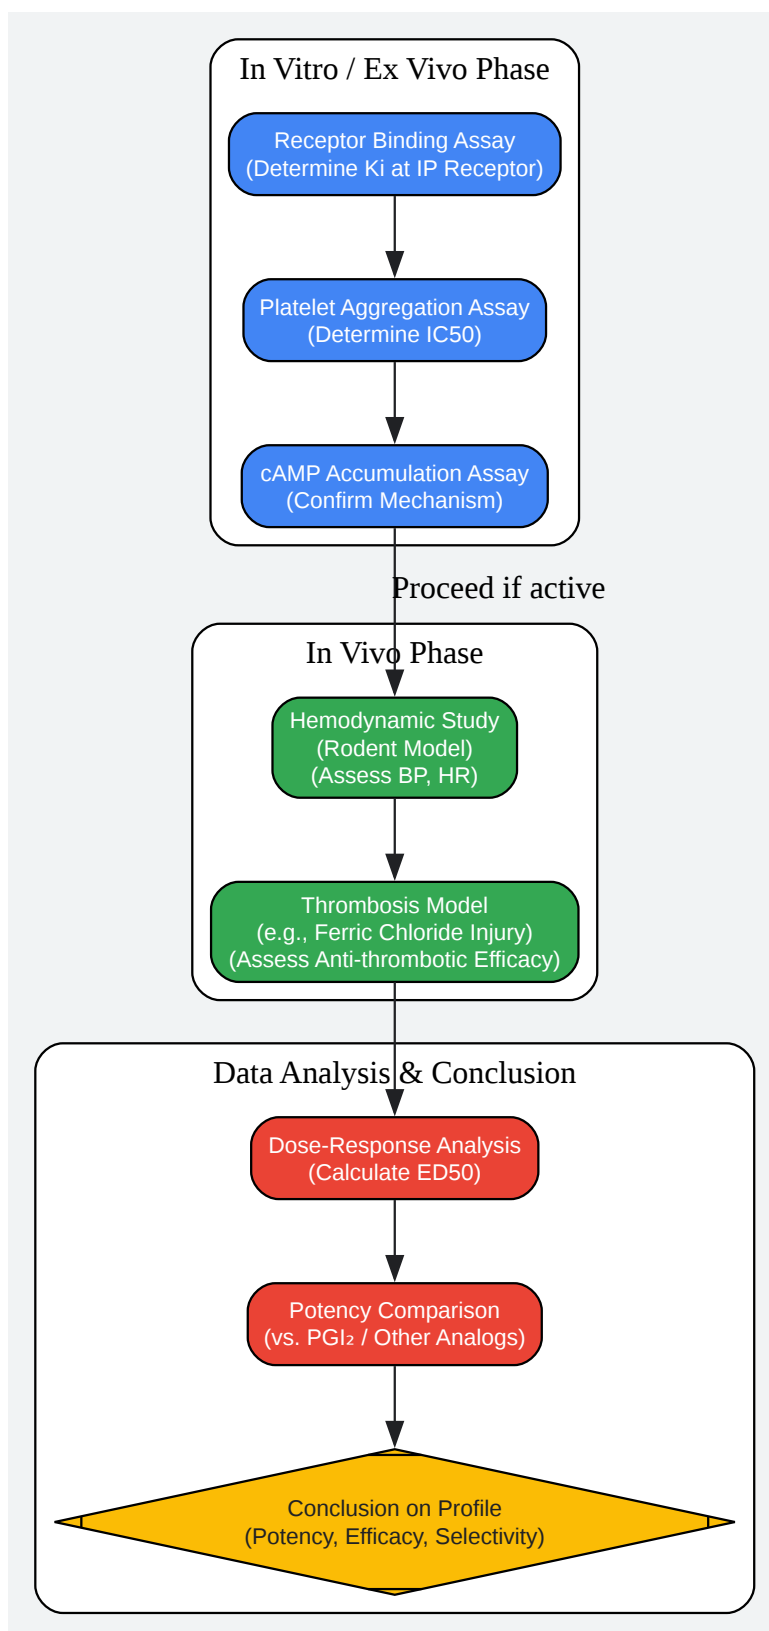 In Vitro / Ex Vivo Phase
Receptor Binding Assay
(Determine Ki at IP Receptor)
Platelet Aggregation Assay
(Determine IC50)
cAMP Accumulation Assay
(Confirm Mechanism)
Proceed if active
In Vivo Phase
Hemodynamic Study
(Rodent Model)
(Assess BP, HR)
Thrombosis Model
(e.g., Ferric Chloride Injury)
(Assess Anti-thrombotic Efficacy)
Data Analysis & Conclusion
Dose-Response Analysis
(Calculate ED50)
Potency Comparison
(vs. PGI₂ / Other Analogs)
Conclusion on Profile
(Potency, Efficacy, Selectivity)